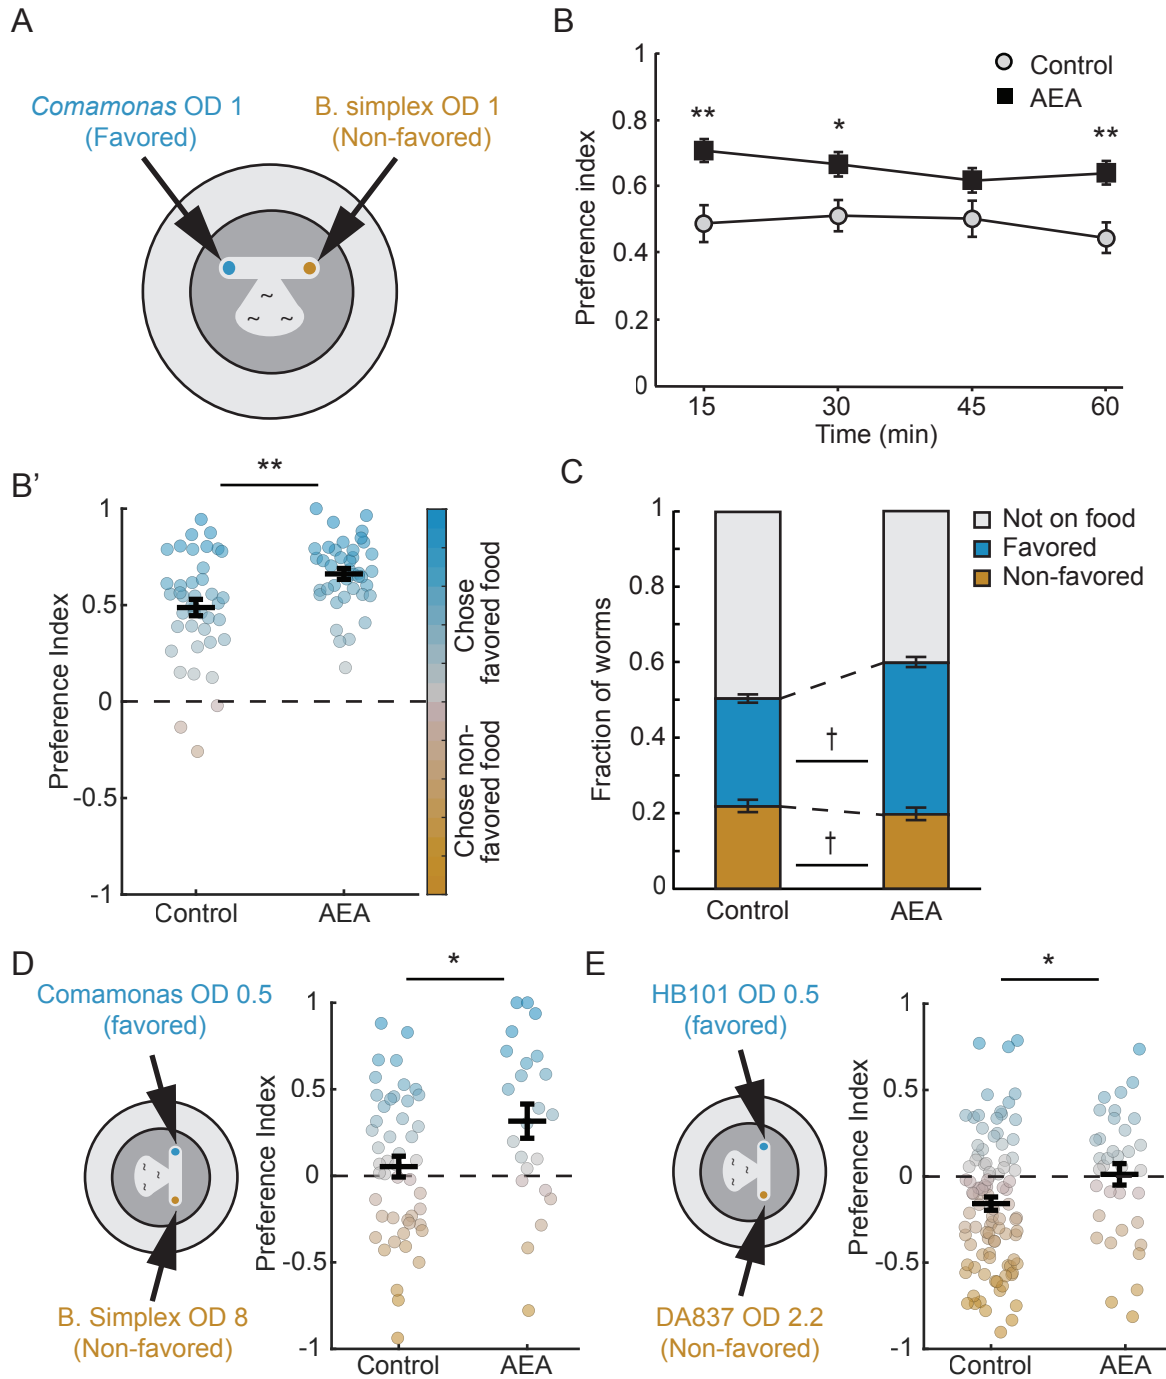 A
Comamonas OD 1
(Favored)
B. simplex OD 1
(Non-favored)
~
~ ~
B
Preference index
1
0.8
0.6
0.4
0.2
0
Control
AEA
**
*
**
15 30 45 60
Time (min)
B’
**
Preference Index
1
0.5
0
-0.5
-1
Control AEA
Chose
favored food
Chose non-
favored food
C
Fraction of worms
1
0.8
0.6
0.4
0.2
0
†
†
Control AEA
Not on food
Favored
Non-favored
D
Comamonas OD 0.5
(favored)
~
~
~
B. Simplex OD 8
(Non-favored)
*
Preference Index
1
0.5
0
-0.5
-1
Control AEA
E
HB101 OD 0.5
(favored)
~
~
~
DA837 OD 2.2
(Non-favored)
*
Preference Index
1
0.5
0
-0.5
-1
Control AEA